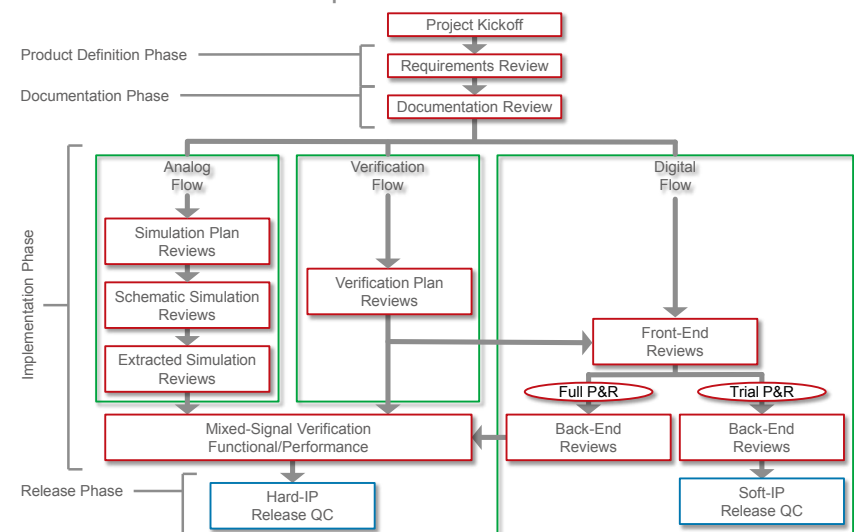 Project Kickoff
Product Definition Phase
Requirements Review
Documentation Phase
Documentation Review
Implementation Phase
Analog
Flow
Verification
Flow
Digital
Flow
Simulation Plan
Reviews
Verification Plan
Reviews
Schematic Simulation
Reviews
Front-End
Reviews
Extracted Simulation
Reviews
Full P&R
Trial P&R
Mixed-Signal Verification
Functional/Performance
Back-End
Reviews
Back-End
Reviews
Release Phase
Hard-IP
Release QC
Soft-IP
Release QC